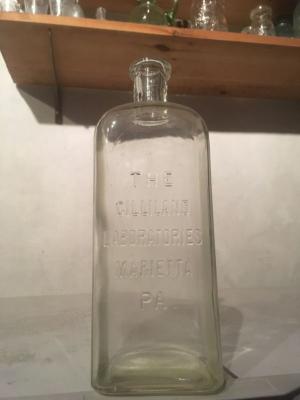 THE
GILLILAND
LABORATORIES
MARIETTA
PA